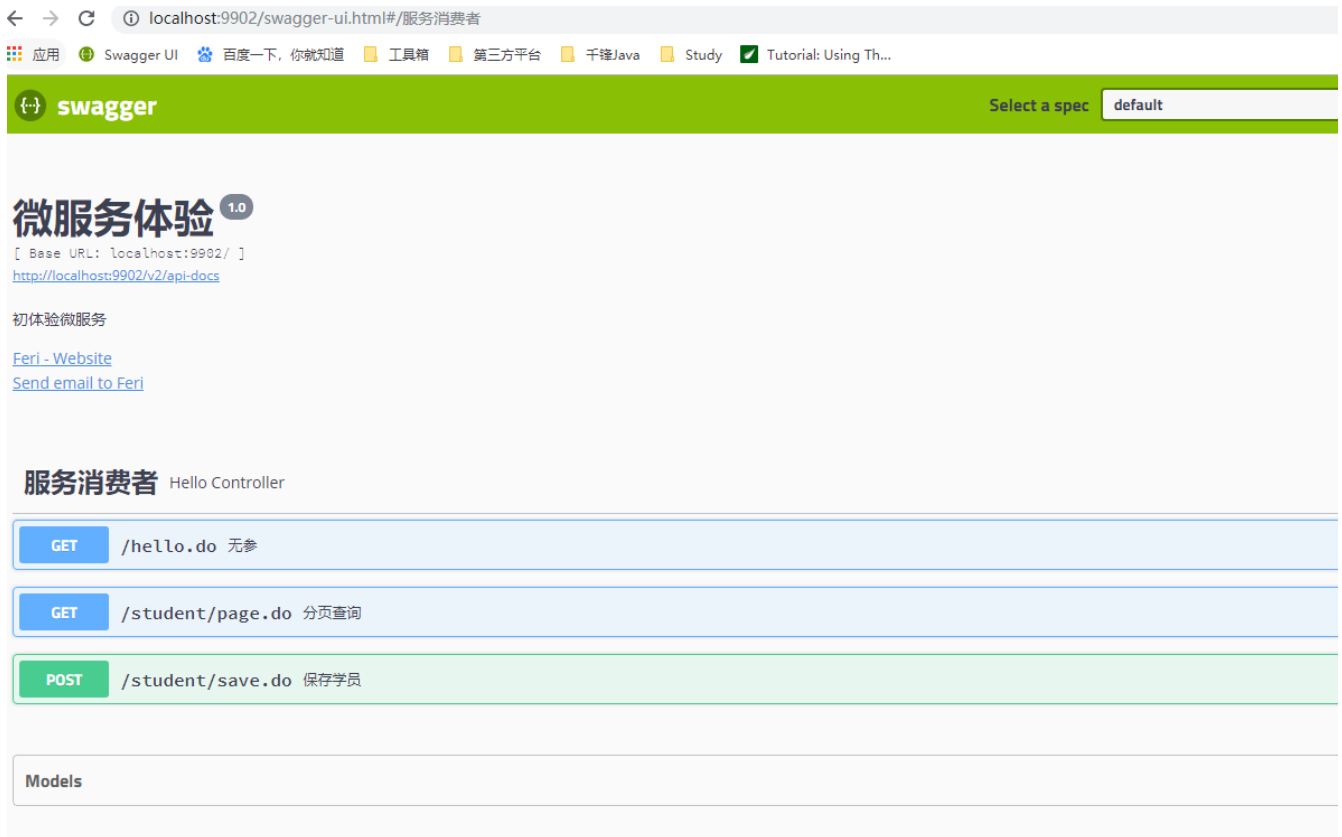 localhost:9902/swagger-ui.html#/服务消费者
应用 Swagger UI 百度一下，你就知道 工具箱 第三方平台 千锋Java Study Tutorial: Using Th...
swagger Select a spec default
微服务体验 1.0
[ Base URL: localhost:9902/ ]
http://localhost:9902/v2/api-docs
初体验微服务
Feri - Website
Send email to Feri
服务消费者 Hello Controller
GET /hello.do 无参
GET /student/page.do 分页查询
POST /student/save.do 保存学员
Models